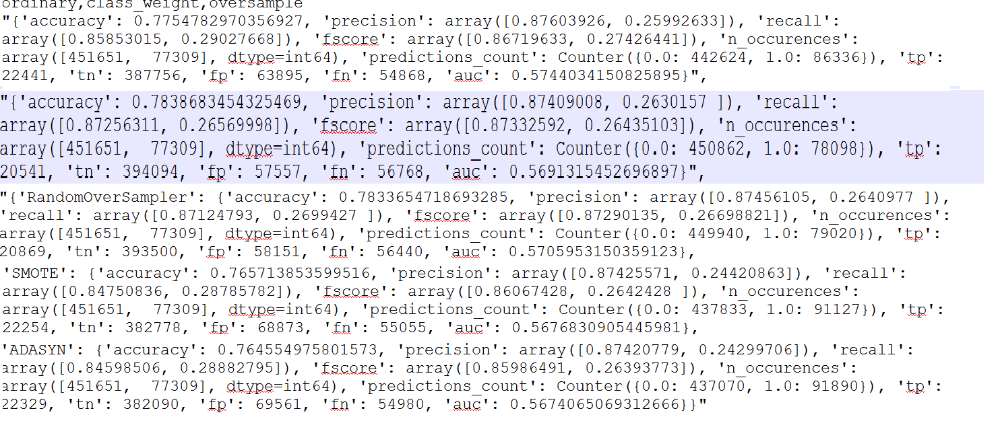 ordinary,class_weight,oversample
"{'accuracy': 0.7754782970356927, 'precision': array([0.87603926, 0.25992633]), 'recall':
array([0.85853015, 0.29027668]), 'fscore': array([0.86719633, 0.27426441]), 'n_occurences':
array([451651,  77309], dtype=int64), 'predictions_count': Counter({0.0: 442624, 1.0: 86336}), 'tp':
22441, 'tn': 387756, 'fp': 63895, 'fn': 54868, 'auc': 0.5744034150825895}",
"{'accuracy': 0.7838683454325469, 'precision': array([0.87409008, 0.2630157 ]), 'recall':
array([0.87256311, 0.26569998]), 'fscore': array([0.87332592, 0.26435103]), 'n_occurences':
array([451651,  77309], dtype=int64), 'predictions_count': Counter({0.0: 450862, 1.0: 78098}), 'tp':
20541, 'tn': 394094, 'fp': 57557, 'fn': 56768, 'auc': 0.5691315452696897}",
"{'RandomOverSampler': {'accuracy': 0.7833654718693285, 'precision': array([0.87456105, 0.2640977 ]),
'recall': array([0.87124793, 0.2699427 ]), 'fscore': array([0.87290135, 0.26698821]), 'n_occurences':
array([451651,  77309], dtype=int64), 'predictions_count': Counter({0.0: 449940, 1.0: 79020}), 'tp':
20869, 'tn': 393500, 'fp': 58151, 'fn': 56440, 'auc': 0.5705953150359123},
'SMOTE': {'accuracy': 0.765713853599516, 'precision': array([0.87425571, 0.24420863]), 'recall':
array([0.84750836, 0.28785782]), 'fscore': array([0.86067428, 0.2642428 ]), 'n_occurences':
array([451651,  77309], dtype=int64), 'predictions_count': Counter({0.0: 437833, 1.0: 91127}), 'tp':
22254, 'tn': 382778, 'fp': 68873, 'fn': 55055, 'auc': 0.5676830905445981},
'ADASYN': {'accuracy': 0.764554975801573, 'precision': array([0.87420779, 0.24299706]), 'recall':
array([0.84598506, 0.28882795]), 'fscore': array([0.85986491, 0.26393773]), 'n_occurences':
array([451651,  77309], dtype=int64), 'predictions_count': Counter({0.0: 437070, 1.0: 91890}), 'tp':
22329, 'tn': 382090, 'fp': 69561, 'fn': 54980, 'auc': 0.5674065069312666}}"